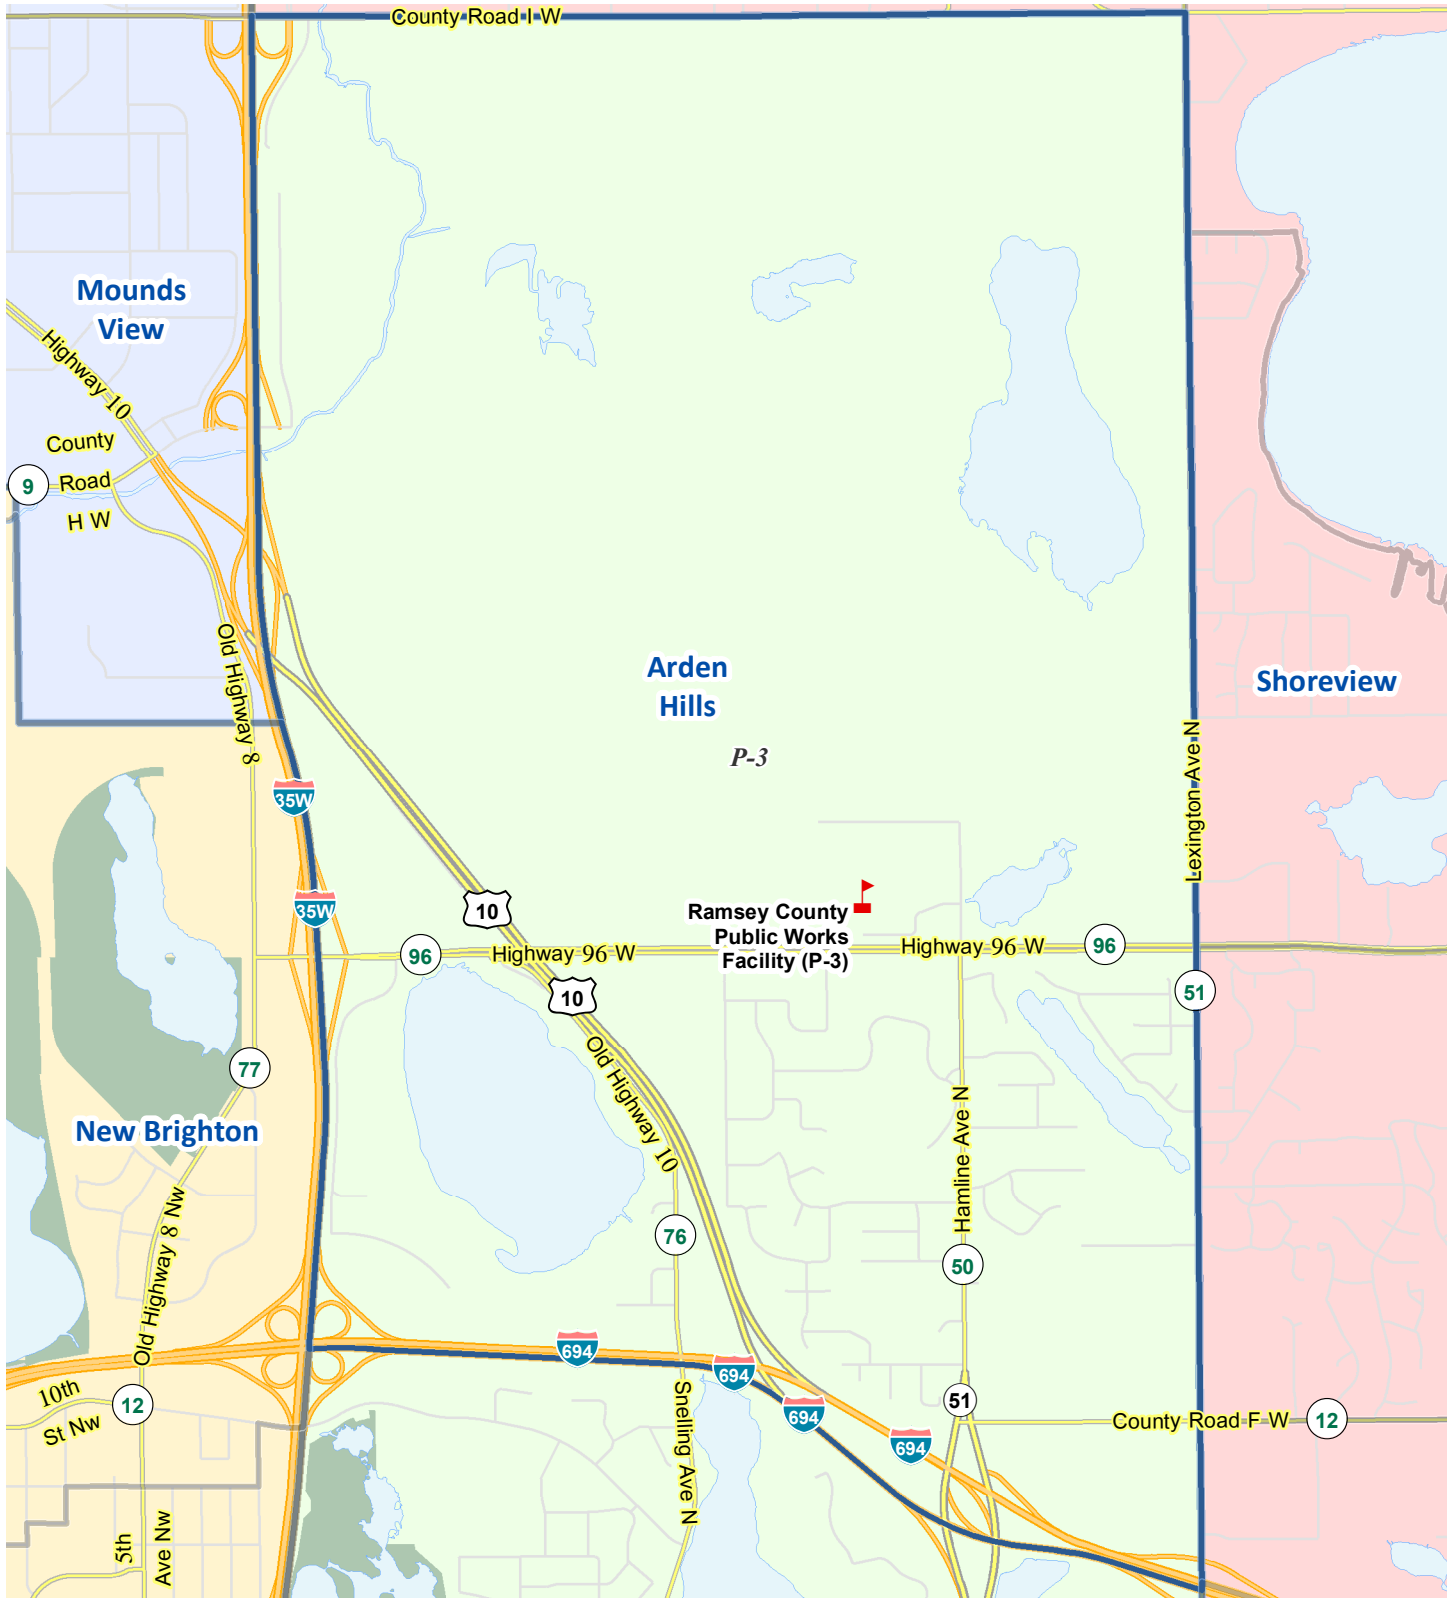 County Road I W
Mounds
View
Highway 10
County
Road
H W
9
Old Highway 8
Arden
Hills
P-3
Shoreview
Lexington Ave N
35W
35W
10
Ramsey County
Public Works
Facility (P-3)
96
Highway 96 W
Highway 96 W
96
10
51
Old Highway 10
77
New Brighton
Hamline Ave N
Old Highway 8 Nw
76
50
694
694
694
694
10th
St Nw
12
Snelling Ave N
51
County Road F W
12
5th
Ave Nw